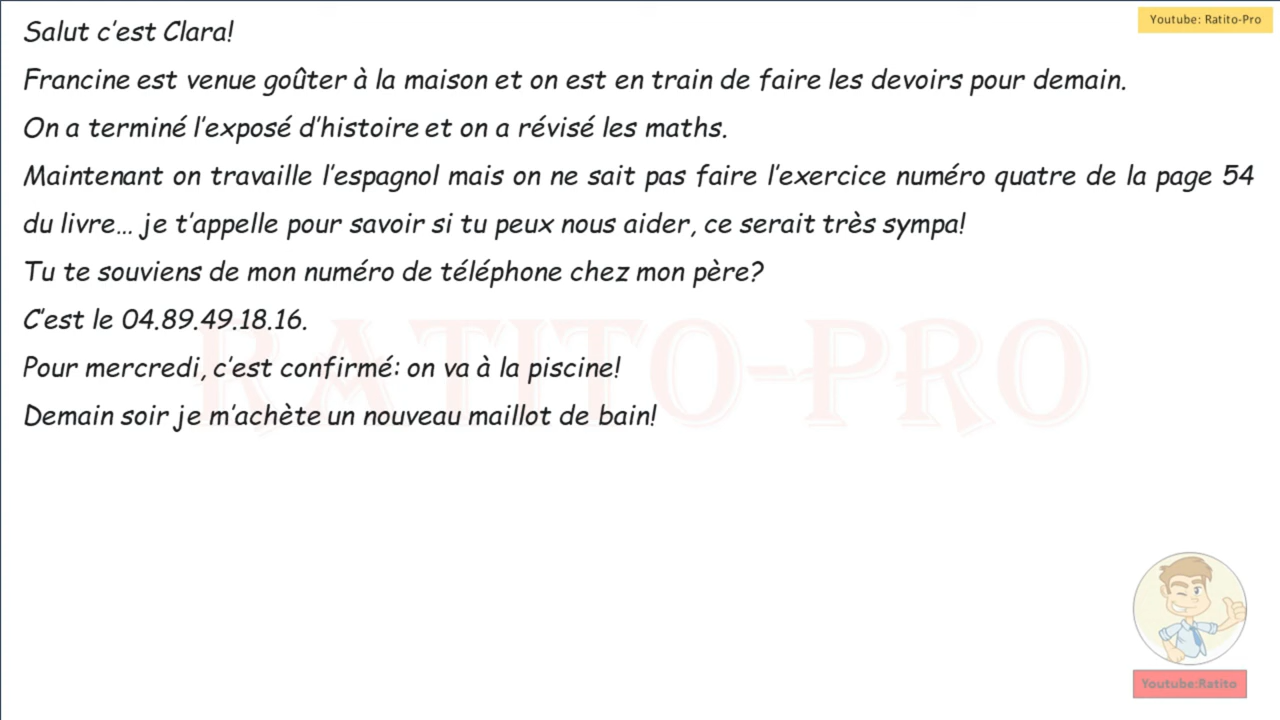 Youtube: Ratito-Pro
Salut c'est Clara!
Francine est venue goûter à la maison et on est en train de faire les devoirs pour demain.
On a terminé l'exposé d'histoire et on a révisé les maths.
Maintenant on travaille l'espagnol mais on ne sait pas faire l'exercice numéro quatre de la page 54
du livre... je t'appelle pour savoir si tu peux nous aider, ce serait très sympa!
Tu te souviens de mon numéro de téléphone chez mon père?
C'est le 04.89.49.18.16.
RATITO-PRO
Pour mercredi, c'est confirmé: on va à la piscine!
Demain soir je m'achète un nouveau maillot de bain!
Youtube:Ratito